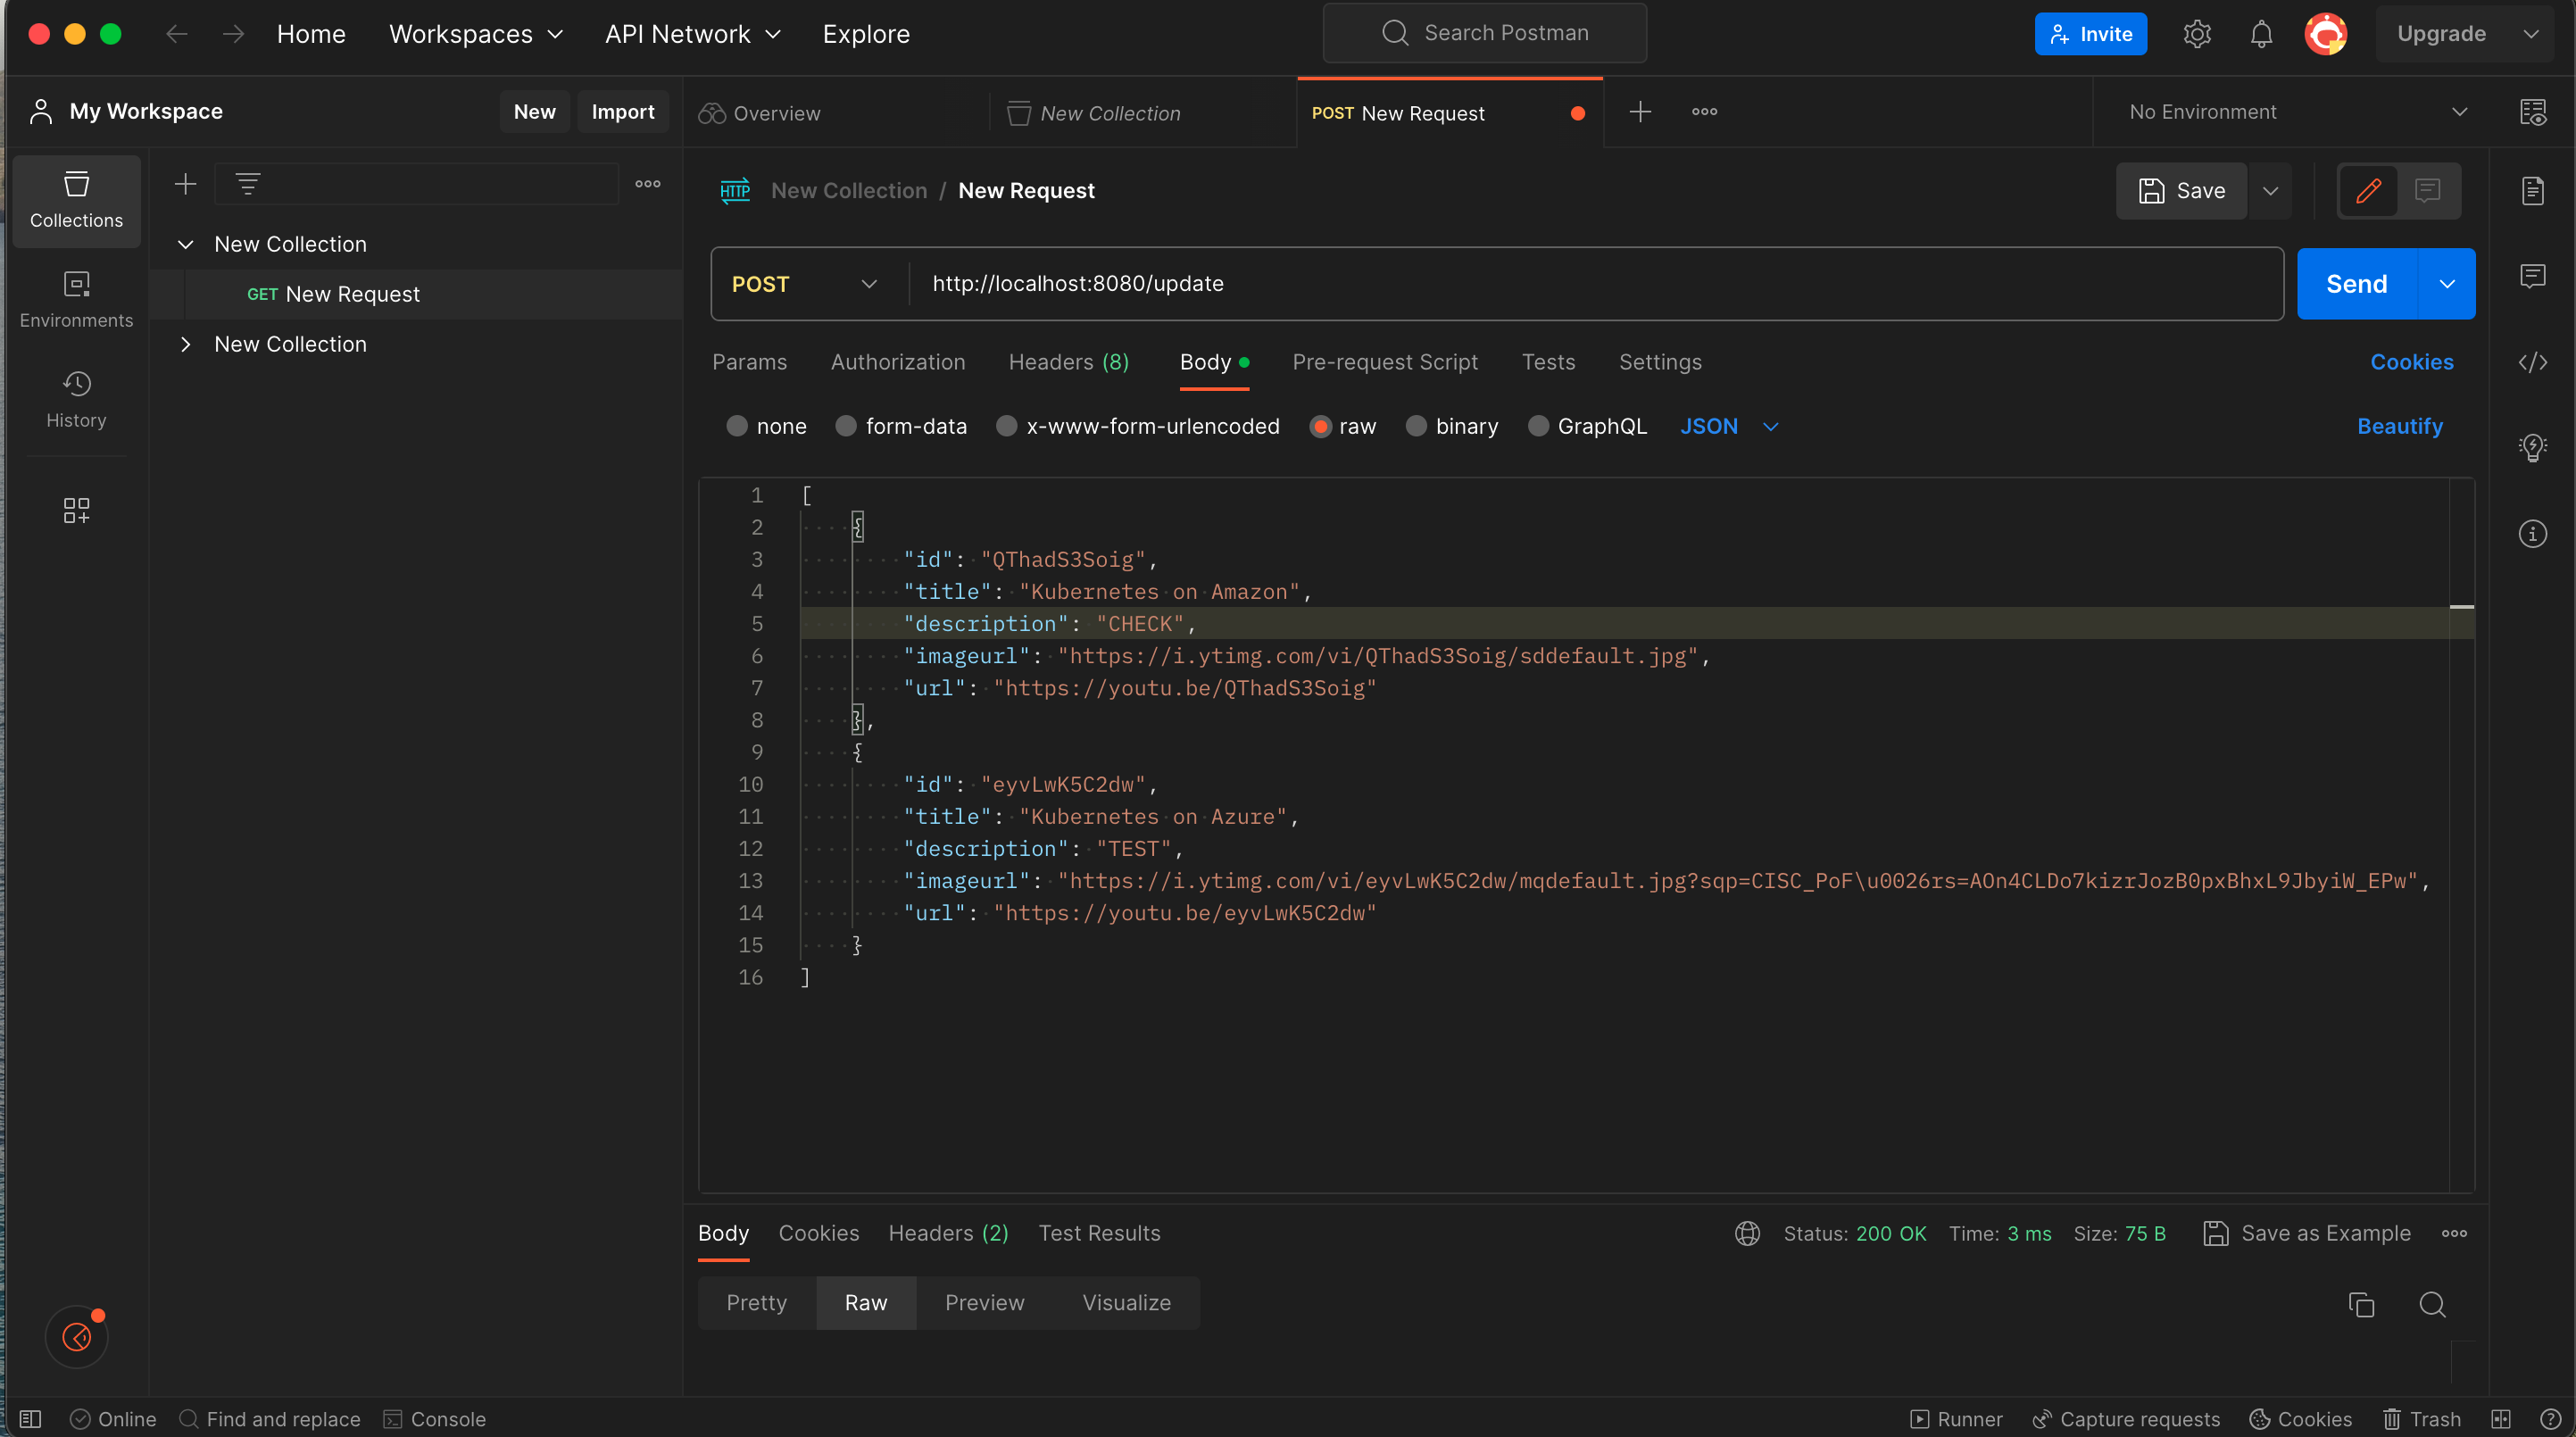 Home Workspaces API Network Explore Search Postman Invite Upgrade
My Workspace New Import Overview New Collection POST New Request No Environment
Collections
Environments
History
New Collection
GET New Request
New Collection
HTTP New Collection / New Request Save
POST http://localhost:8080/update Send
Params Authorization Headers (8) Body Pre-request Script Tests Settings Cookies
none form-data x-www-form-urlencoded raw binary GraphQL JSON Beautify
1 [
2 {
3 "id": "QThadS3Soig",
4 "title": "Kubernetes on Amazon",
5 "description": "CHECK",
6 "imageurl": "https://i.ytimg.com/vi/QThadS3Soig/sddefault.jpg",
7 "url": "https://youtu.be/QThadS3Soig"
8 },
9 {
10 "id": "eyvLwK5C2dw",
11 "title": "Kubernetes on Azure",
12 "description": "TEST",
13 "imageurl": "https://i.ytimg.com/vi/eyvLwK5C2dw/mqdefault.jpg?sqp=CISC_PoF\u0026rs=AOn4CLDo7kizrJozB0pxBhxL9JbyiW_EPw",
14 "url": "https://youtu.be/eyvLwK5C2dw"
15 }
16 ]
Body Cookies Headers (2) Test Results Status: 200 OK Time: 3 ms Size: 75 B Save as Example
Pretty Raw Preview Visualize
Online Find and replace Console Runner Capture requests Cookies Trash